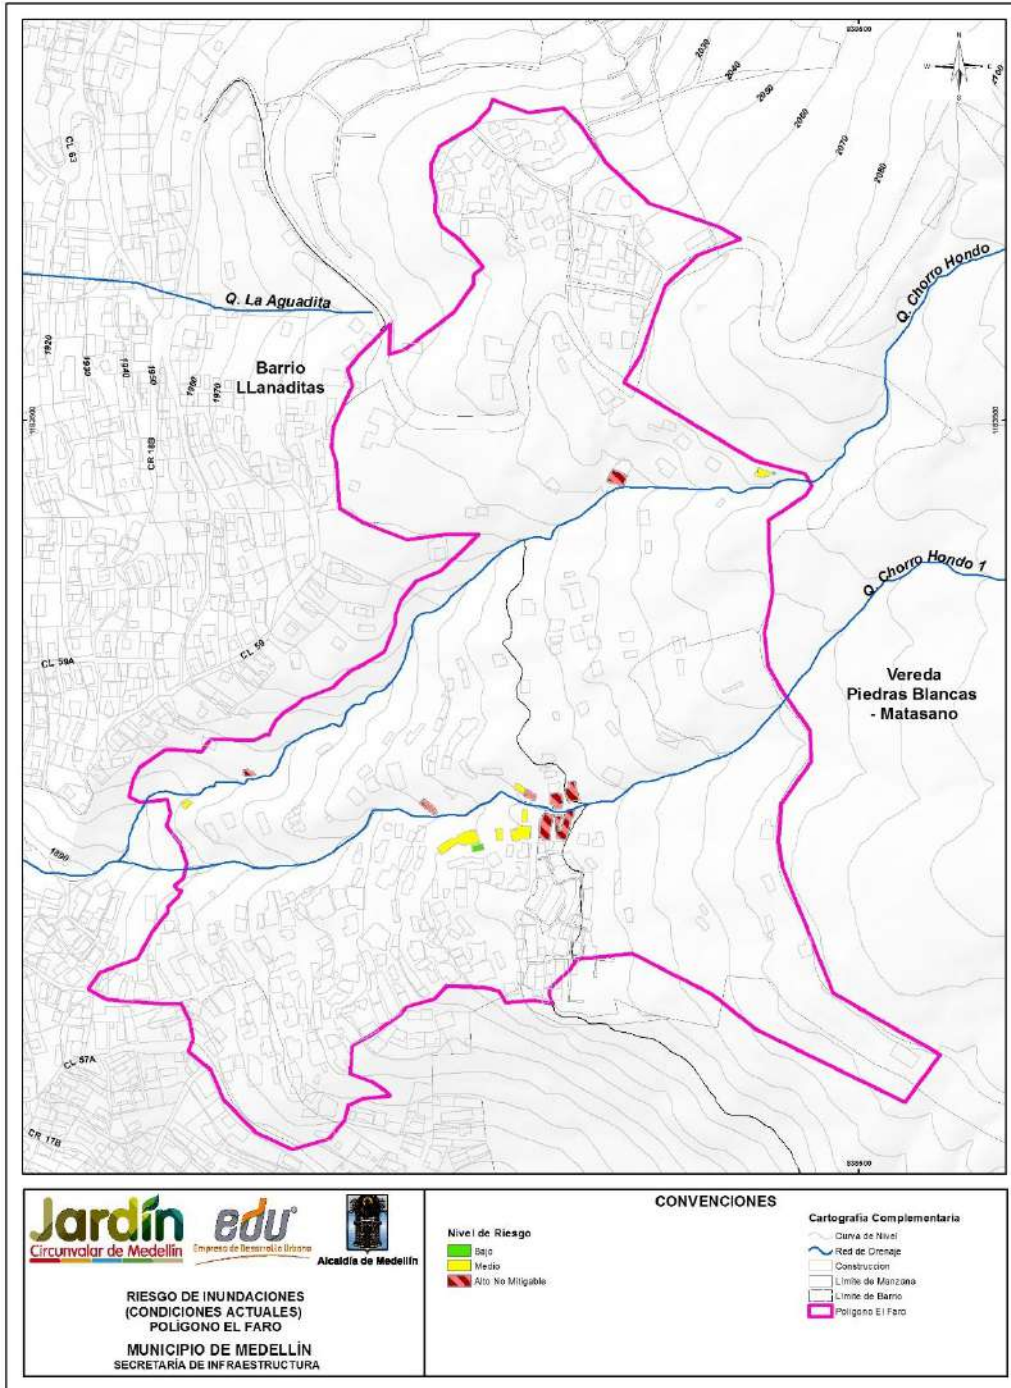 838600
N
W E
S
2030
2040
2050
2060
2070
2080
2100
CL 63
Q. Chorro Hondo
Q. La Aguadita
1920
1930
1940
1950
1960
1970
Barrio
LLanaditas
CR 18B
Q. Chorro Hondo 1
CL 59A
CL 59
Vereda
Piedras Blancas
- Matasano
1890
CL 57A
CR 17B
838600
Jardín
Circunvalar de Medellín
edu
Empresa de Desarrollo Urbano
Alcaldía de Medellín
RIESGO DE INUNDACIONES
(CONDICIONES ACTUALES)
POLÍGONO EL FARO
MUNICIPIO DE MEDELLÍN
SECRETARÍA DE INFRAESTRUCTURA
CONVENCIONES
Nivel de Riesgo
Bajo
Medio
Alto No Mitigable
Cartografía Complementaria
Curva de Nivel
Red de Drenaje
Construccion
Límite de Manzana
Límite de Barrio
Polígono El Faro